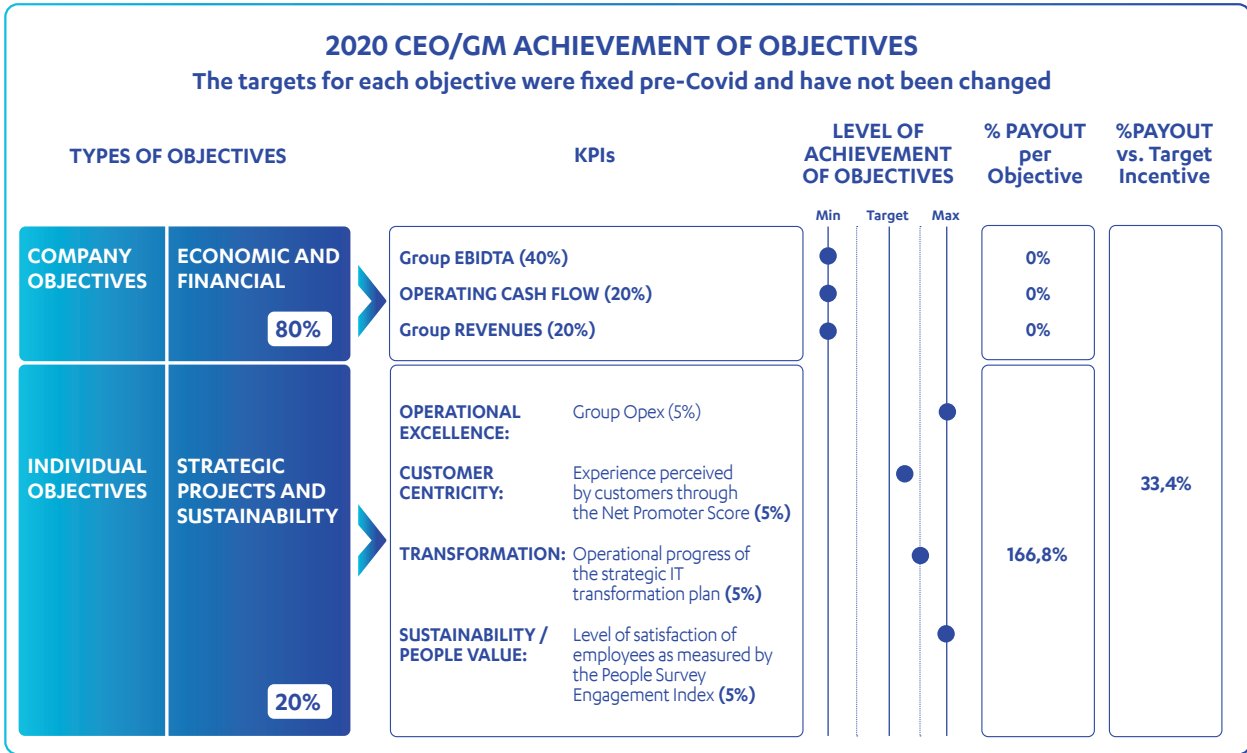 2020 CEO/GM ACHIEVEMENT OF OBJECTIVES
The targets for each objective were fixed pre-Covid and have not been changed
TYPES OF OBJECTIVES
KPIs
LEVEL OF
ACHIEVEMENT
OF OBJECTIVES
% PAYOUT
per
Objective
%PAYOUT
vs. Target
Incentive
Min Target Max
COMPANY
OBJECTIVES
ECONOMIC AND
FINANCIAL
80%
Group EBIDTA (40%)
0%
OPERATING CASH FLOW (20%)
0%
Group REVENUES (20%)
0%
INDIVIDUAL
OBJECTIVES
STRATEGIC
PROJECTS AND
SUSTAINABILITY
20%
OPERATIONAL
EXCELLENCE:
Group Opex (5%)
CUSTOMER
CENTRICITY:
Experience perceived
by customers through
the Net Promoter Score (5%)
TRANSFORMATION:
Operational progress of
the strategic IT
transformation plan (5%)
SUSTAINABILITY /
PEOPLE VALUE:
Level of satisfaction of
employees as measured by
the People Survey
Engagement Index (5%)
166,8%
33,4%